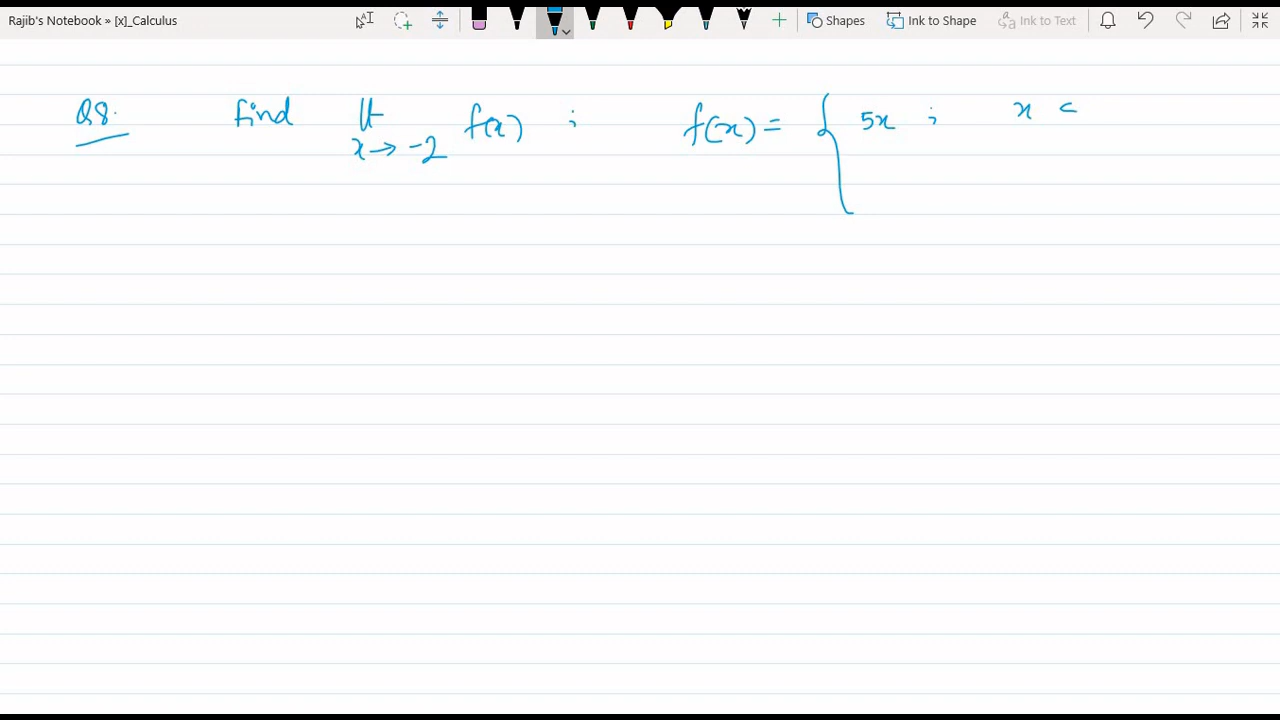 Rajib's Notebook » [x]_Calculus
Shapes Ink to Shape Ink to Text
Q8. Find lt f(x) ; f(x) = { 5x ; x <
x → -2